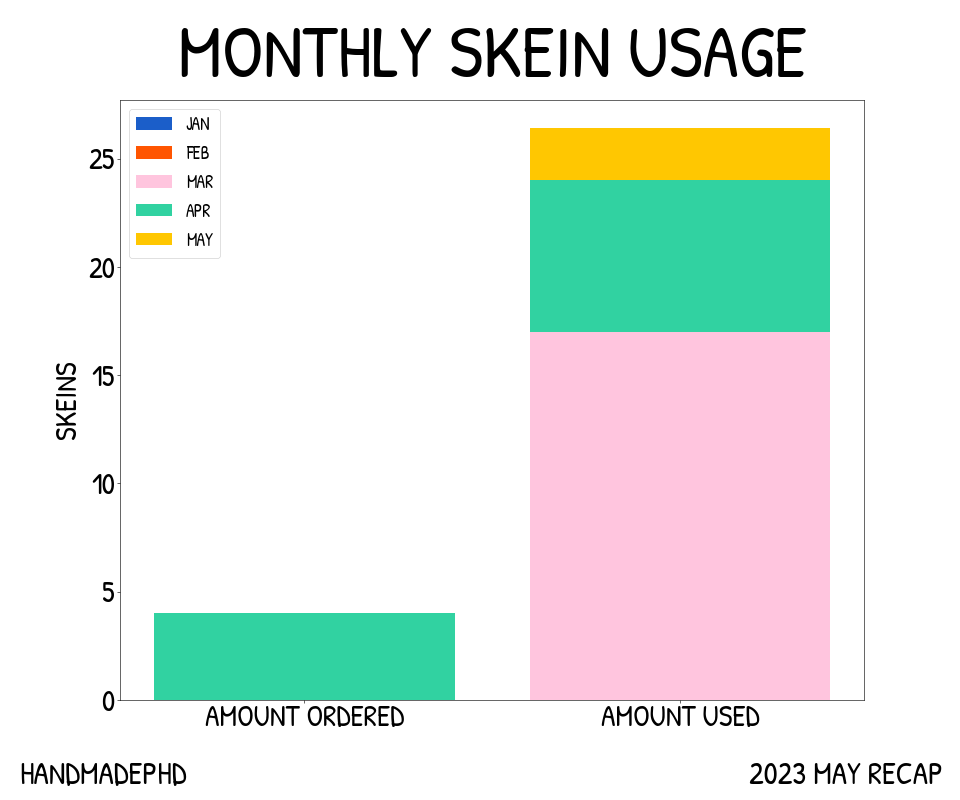 MONTHLY SKEIN USAGE
JAN
FEB
MAR
APR
MAY
25
20
15
10
5
0
SKEINS
AMOUNT ORDERED
AMOUNT USED
HANDMADEPHD
2023 MAY RECAP